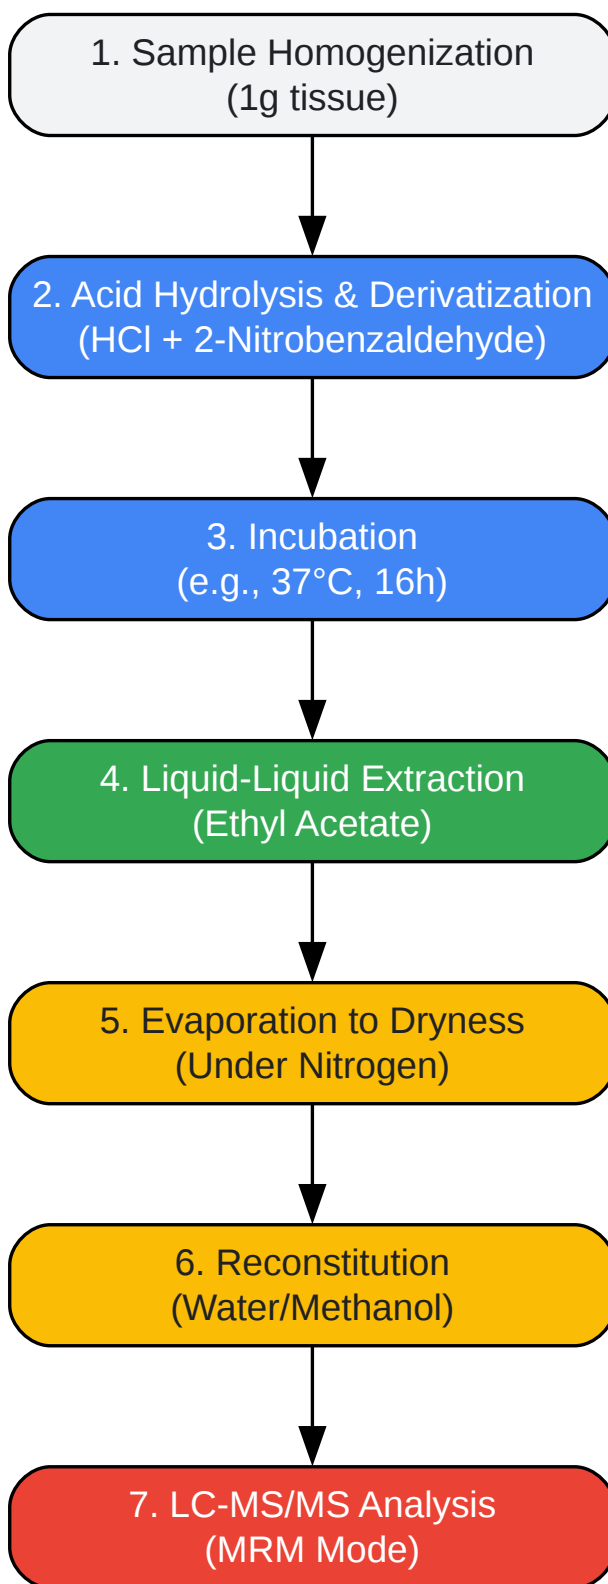 1. Sample Homogenization
(1g tissue)
2. Acid Hydrolysis & Derivatization
(HCl + 2-Nitrobenzaldehyde)
3. Incubation
(e.g., 37°C, 16h)
4. Liquid-Liquid Extraction
(Ethyl Acetate)
5. Evaporation to Dryness
(Under Nitrogen)
6. Reconstitution
(Water/Methanol)
7. LC-MS/MS Analysis
(MRM Mode)